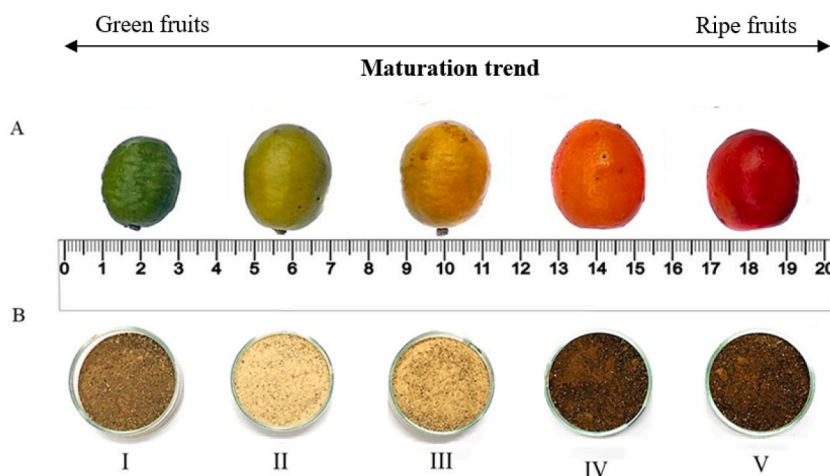 Green fruits Ripe fruits
Maturation trend
A
0 1 2 3 4 5 6 7 8 9 10 11 12 13 14 15 16 17 18 19 20
B
I II III IV V